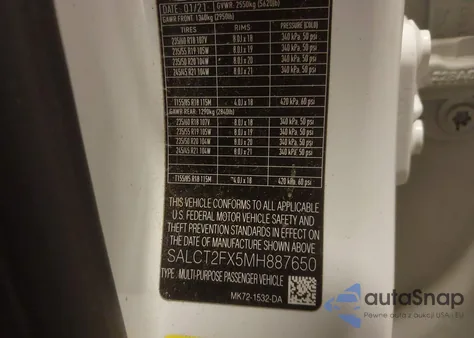 DATE: 01/21 GVWR: 2550kg (5620lb)
GAWR FRONT: 1340kg (2950lb)
TIRES RIMS PRESSURE (COLD)
235/60 R18 107V 8.0J x 18 340 kPa, 50 psi
235/55 R19 105W 8.0J x 19 340 kPa, 50 psi
235/50 R20 104W 8.0J x 20 340 kPa, 50 psi
245/45 R21 104W 8.0J x 21 340 kPa, 50 psi
T155/85 R18 115M 4.0J x 18 420 kPa, 60 psi
GAWR REAR: 1290kg (2840lb)
235/60 R18 107V 8.0J x 18 340 kPa, 50 psi
235/55 R19 105W 8.0J x 19 340 kPa, 50 psi
235/50 R20 104W 8.0J x 20 340 kPa, 50 psi
245/45 R21 104W 8.0J x 21 340 kPa, 50 psi
T155/85 R18 115M 4.0J x 18 420 kPa, 60 psi
THIS VEHICLE CONFORMS TO ALL APPLICABLE
U.S. FEDERAL MOTOR VEHICLE SAFETY AND
THEFT PREVENTION STANDARDS IN EFFECT ON
THE DATE OF MANUFACTURE SHOWN ABOVE
SALCT2FX5MH887650
TYPE: MULTI-PURPOSE PASSENGER VEHICLE
MK72-1532-DA
autoSnap
Pewne auta z aukcji USA i EU